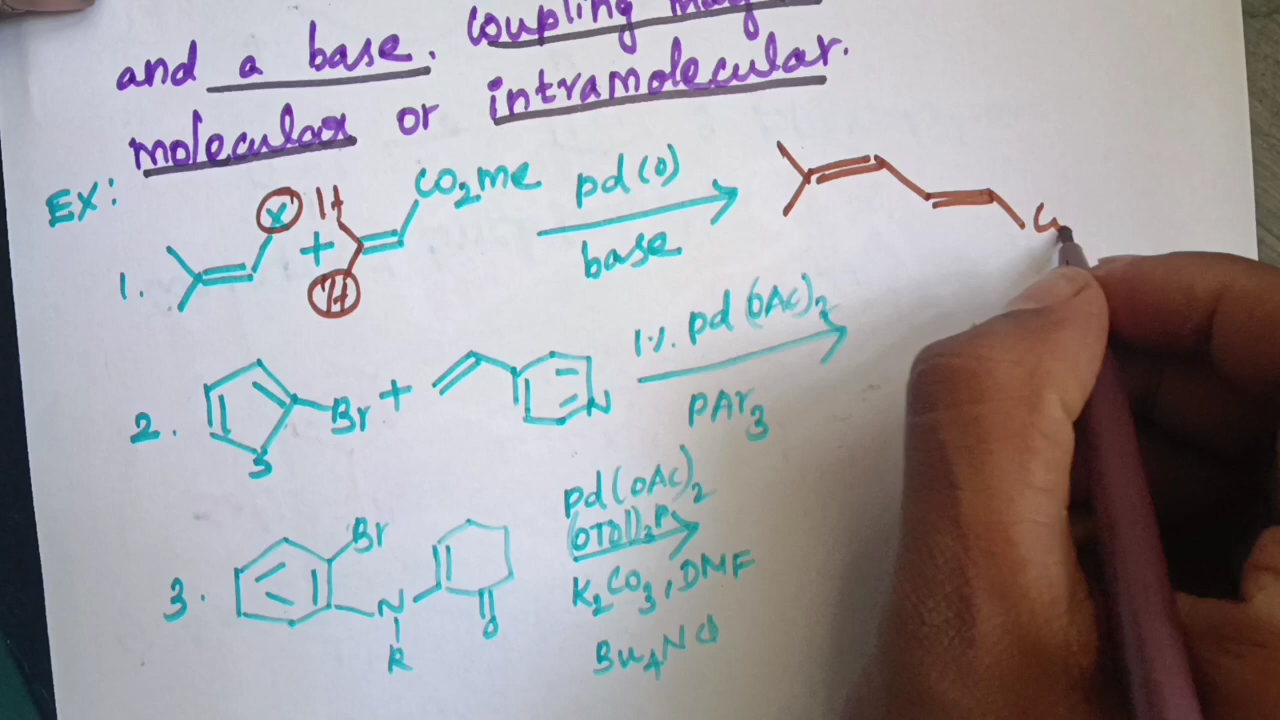 and a base. Coupling may
molecular or intramolecular.
EX:
1. X + H H CO2Me pd(0) base
2. S Br + N 1%. pd(OAc)2 PAr3
3. Br N R O pd(OAc)2 (OTol)3P K2CO3, DMF Bu4NCl